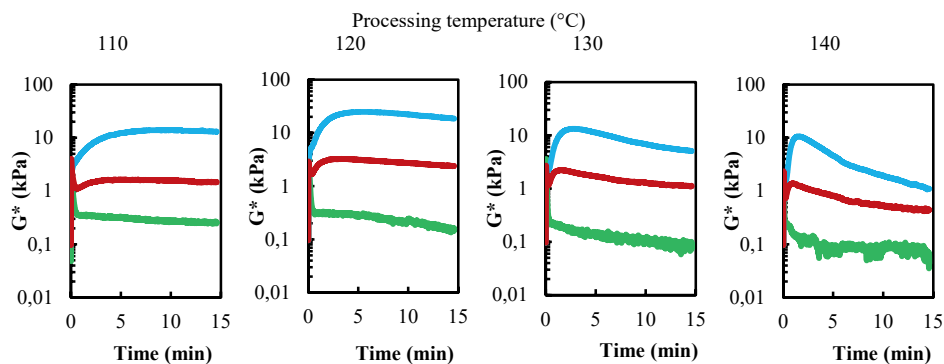 Processing temperature (°C)
110 120 130 140
100 100 100 100
10 10 10 10
1 1 1 1
0,1 0,1 0,1 0,1
0,01 0,01 0,01 0,01
G* (kPa) G* (kPa) G* (kPa) G* (kPa)
0 5 10 15 0 5 10 15 0 5 10 15 0 5 10 15
Time (min) Time (min) Time (min) Time (min)